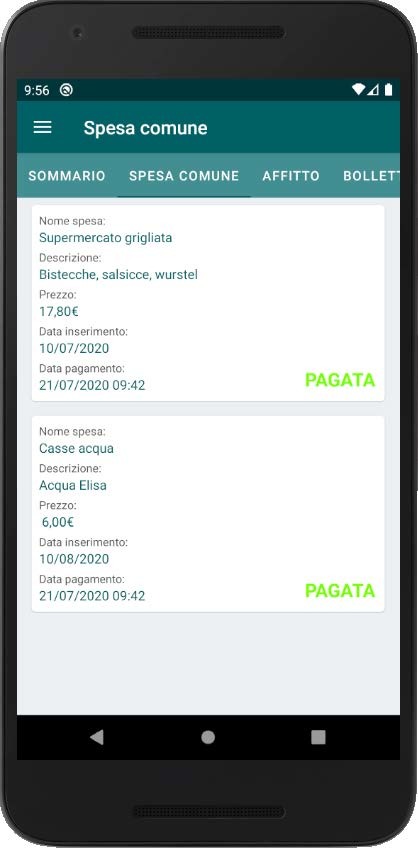 9:56
Spesa comune
SOMMARIO SPESA COMUNE AFFITTO BOLLETT
Nome spesa:
Supermercato grigliata
Descrizione:
Bistecche, salsicce, wurstel
Prezzo:
17,80€
Data inserimento:
10/07/2020
Data pagamento:
21/07/2020 09:42
PAGATA
Nome spesa:
Casse acqua
Descrizione:
Acqua Elisa
Prezzo:
6,00€
Data inserimento:
10/08/2020
Data pagamento:
21/07/2020 09:42
PAGATA